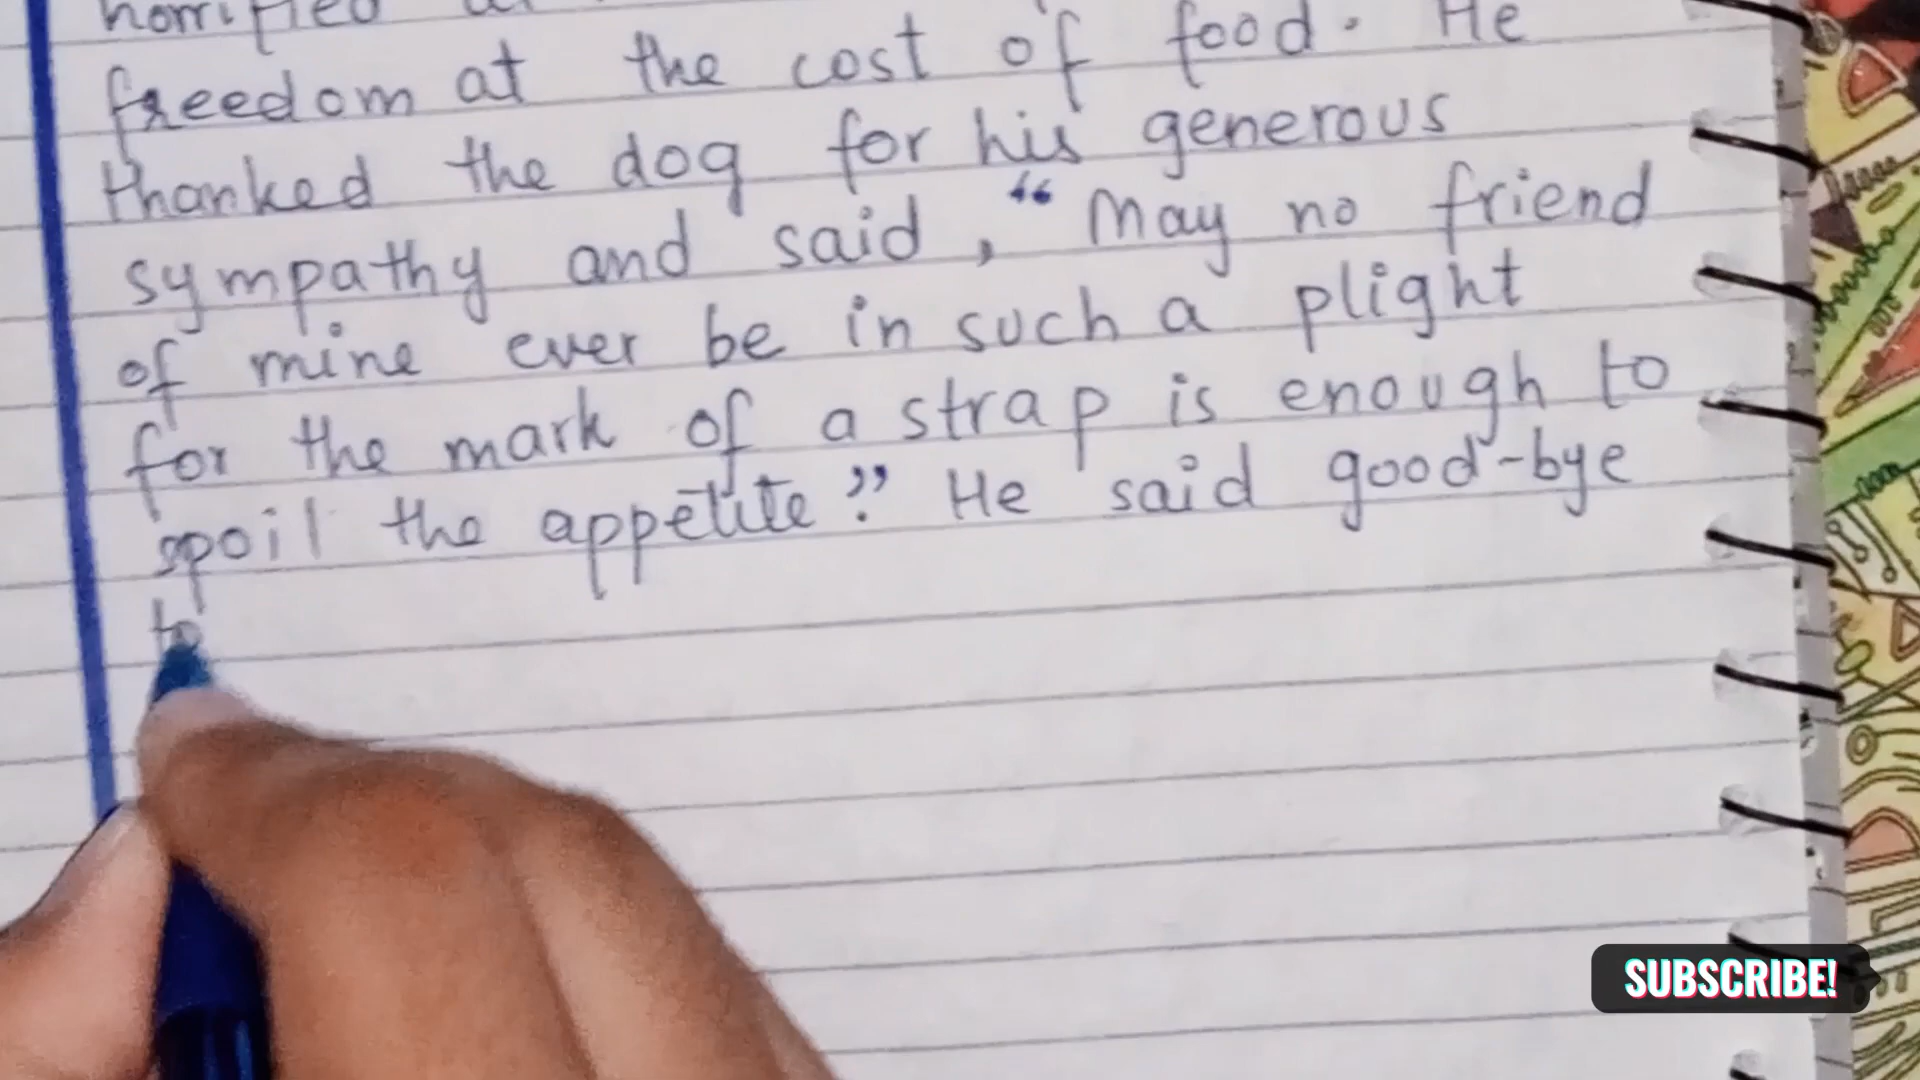 horrified
freedom at the cost of food. He
thanked the dog for his generous
sympathy and said, “May no friend
of mine ever be in such a plight
for the mark of a strap is enough to
spoil the appetite.” He said good-bye
to
SUBSCRIBE!